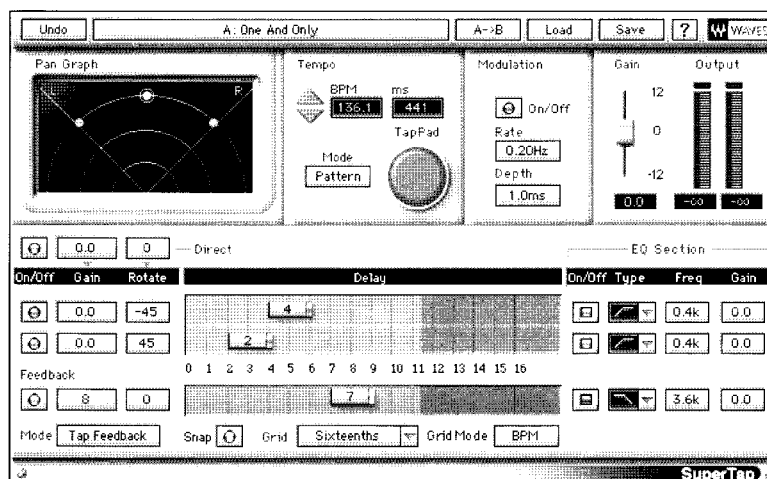 Undo A: One And Only A->B Load Save ? WAVES
Pan Graph Tempo Modulation Gain Output
L R
BPM ms
136.1 441
On/Off
12
0
-12
TapPad
Rate
0.20Hz
Mode
Pattern
Depth
1.0ms
0.0 -∞ -∞
0.0 0 Direct EQ Section
On/Off Gain Rotate Delay On/Off Type Freq Gain
0.0 -45 4 0.4k 0.0
0.0 45 2 0.4k 0.0
0 1 2 3 4 5 6 7 8 9 10 11 12 13 14 15 16
Feedback
8 0 7 3.6k 0.0
Mode Tap Feedback Snap Grid Sixteenths Grid Mode BPM
SuperTap